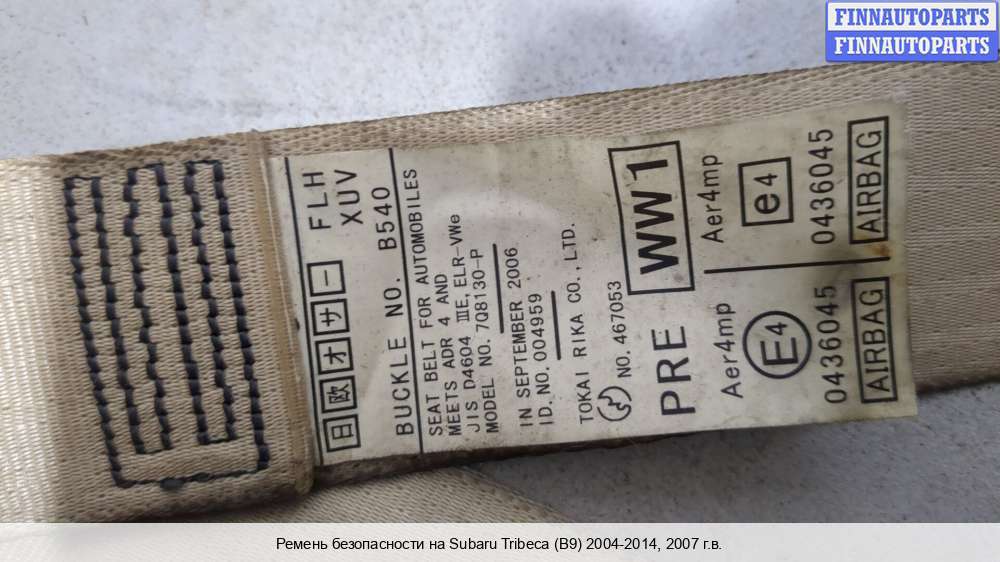 FINNAUTOPARTS
FINNAUTOPARTS
日欧オサー FLH
XUV
BUCKLE NO. B540
SEAT BELT FOR AUTOMOBILES
MEETS ADR 4 AND
JIS D4604 ⅢE, ELR-VWe
MODEL NO. 7Q8130-P
IN SEPTEMBER 2006
ID. NO. 004959
TOKAI RIKA CO., LTD.
NO. 467053
PRE WW1
Aer4mp Aer4mp
E4 e4
0436045 0436045
AIRBAG AIRBAG
Ремень безопасности на Subaru Tribeca (B9) 2004-2014, 2007 г.в.